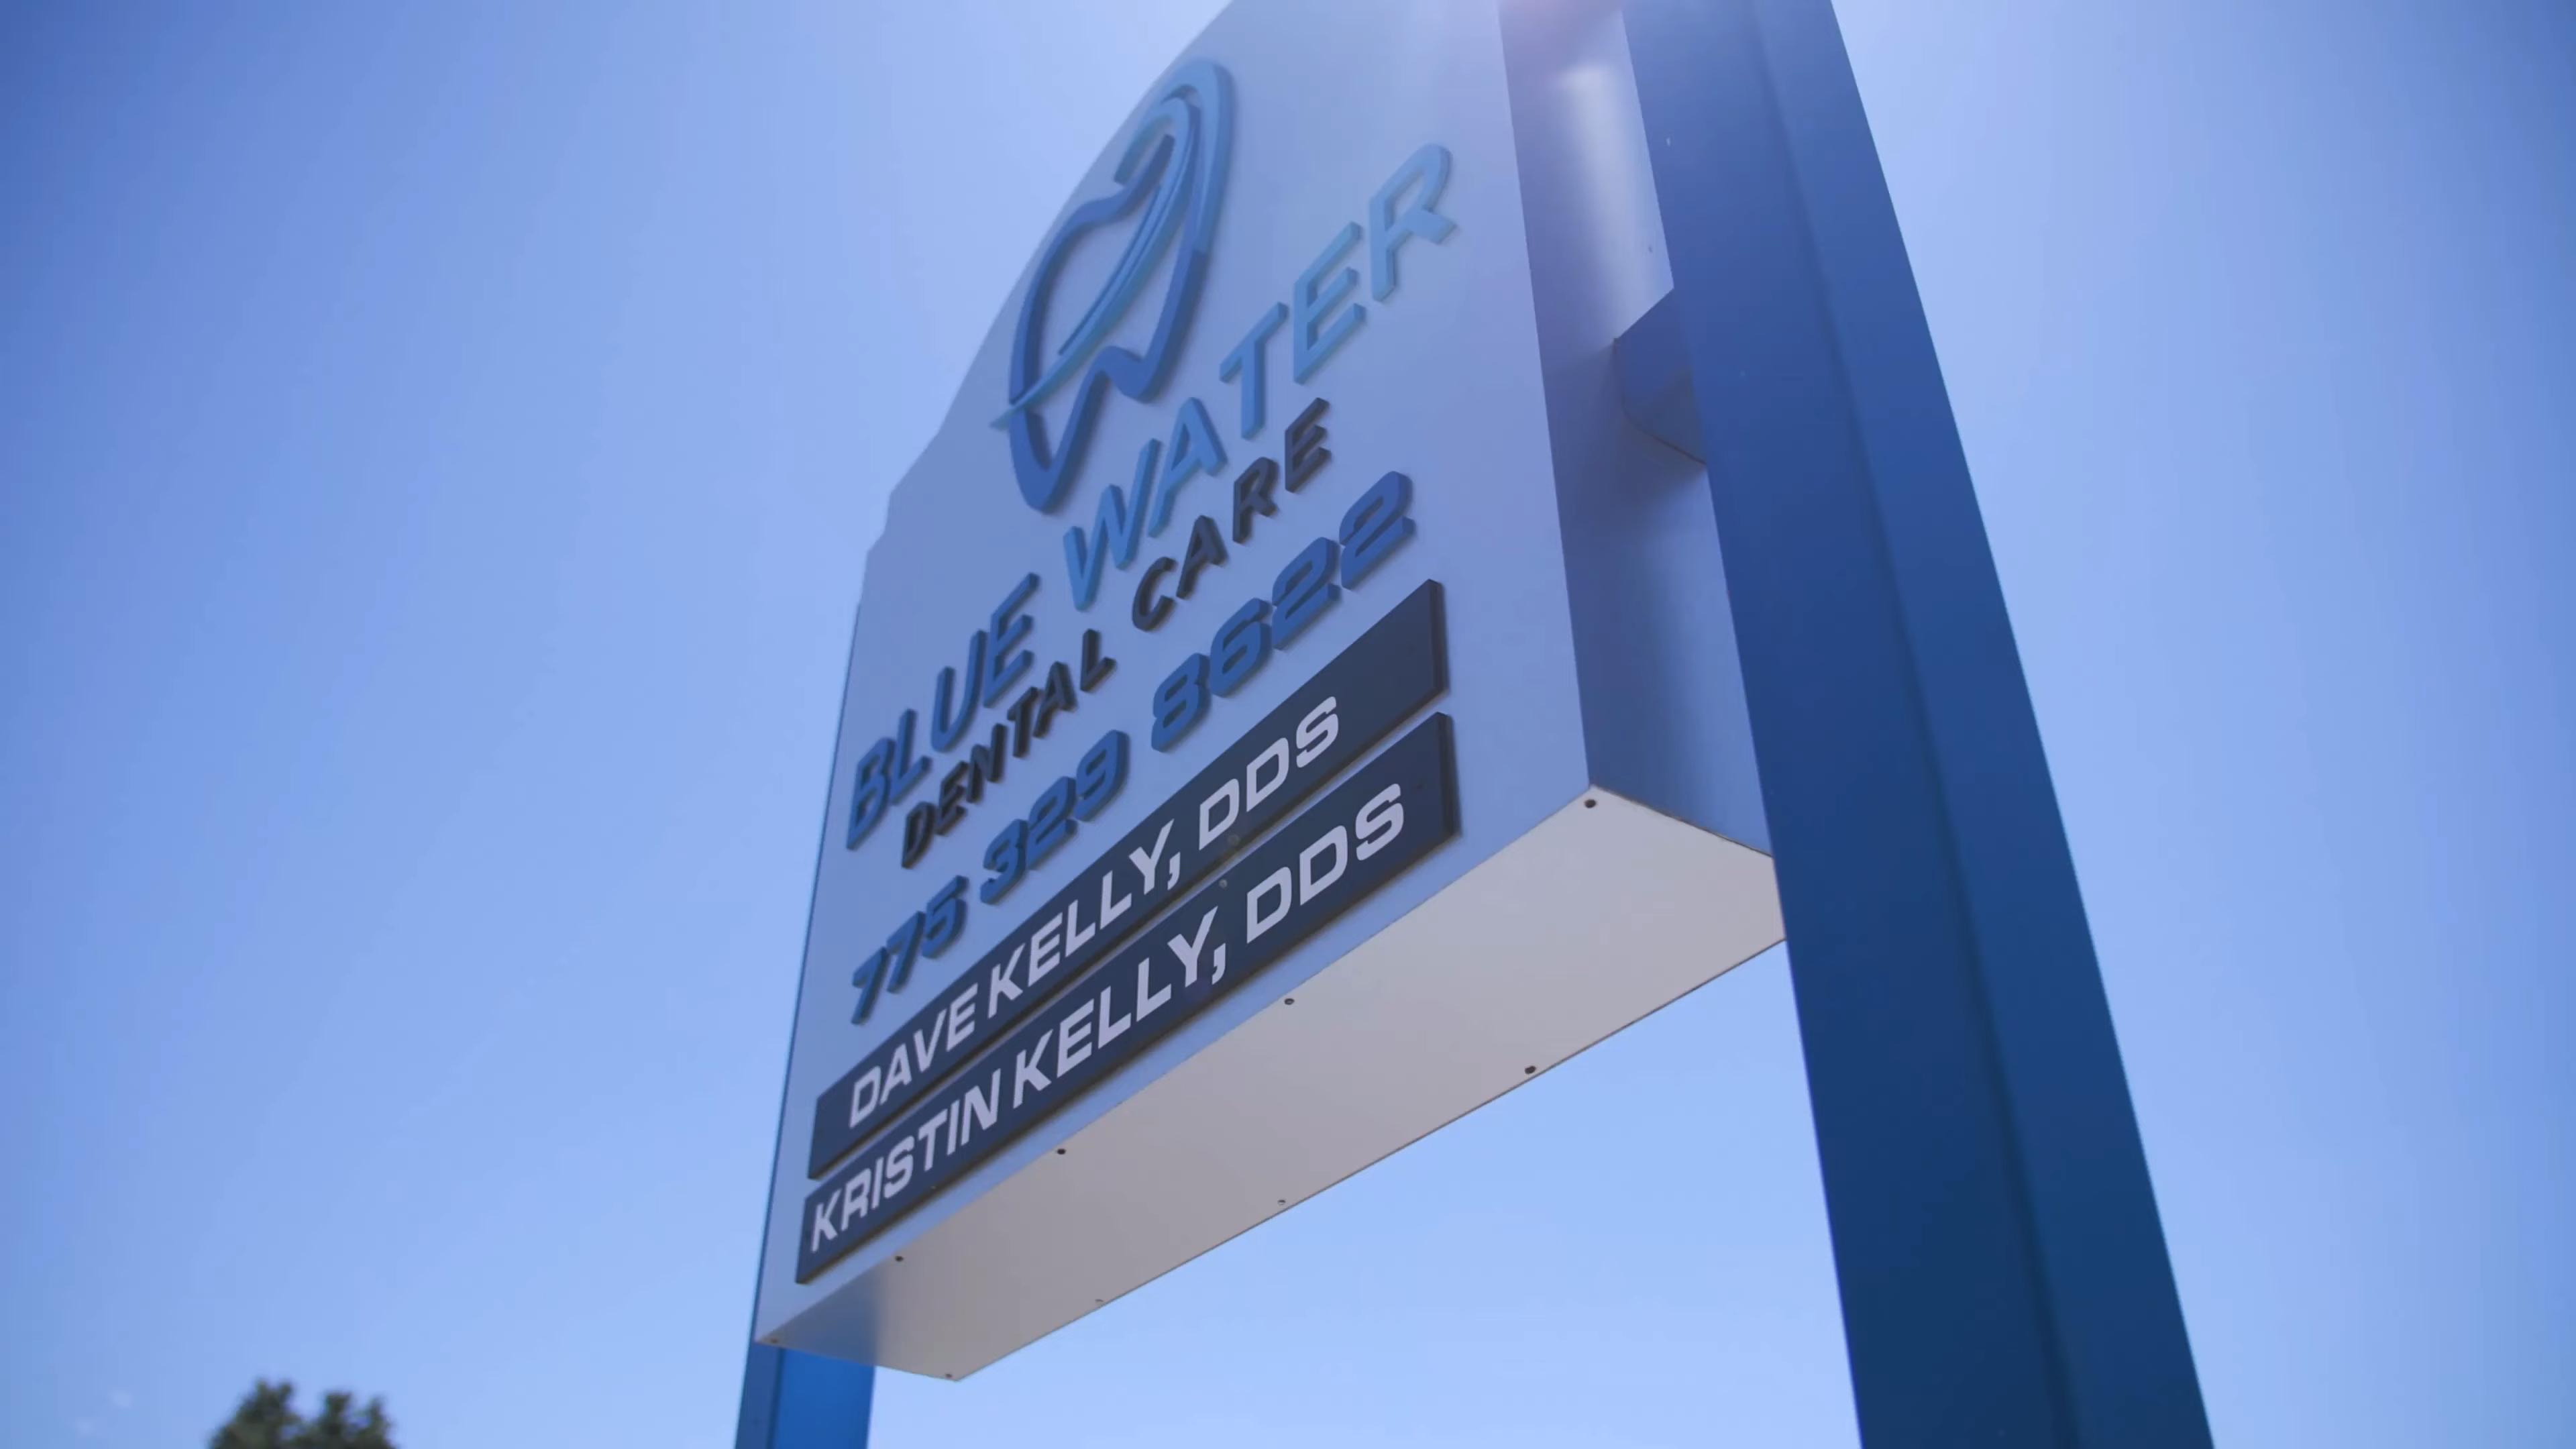 BLUE WATER
DENTAL CARE
775 329 8622
DAVE KELLY, DDS
KRISTIN KELLY, DDS